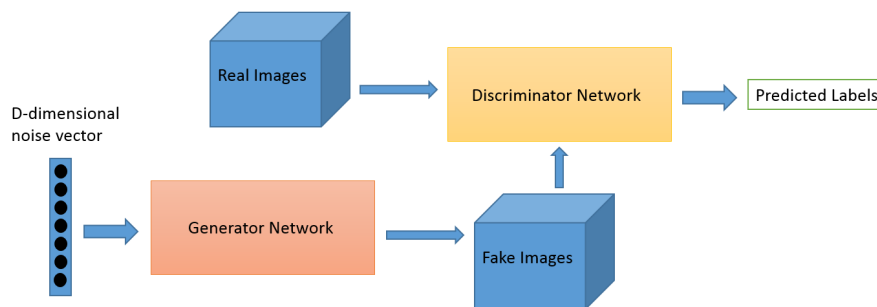 Real Images
Discriminator Network
Predicted Labels
D-dimensional
noise vector
Generator Network
Fake Images